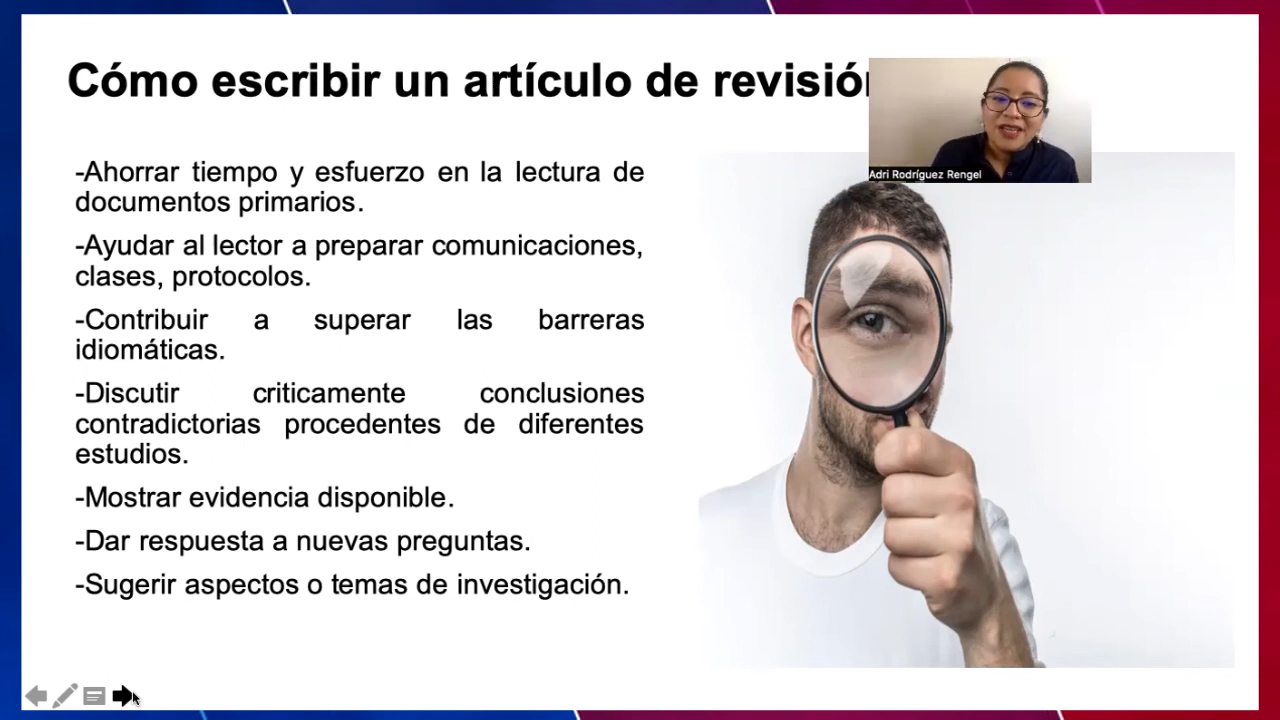 Cómo escribir un artículo de revisión
Adri Rodríguez Rengel
-Ahorrar tiempo y esfuerzo en la lectura de
documentos primarios.
-Ayudar al lector a preparar comunicaciones,
clases, protocolos.
-Contribuir a superar las barreras
idiomáticas.
-Discutir criticamente conclusiones
contradictorias procedentes de diferentes
estudios.
-Mostrar evidencia disponible.
-Dar respuesta a nuevas preguntas.
-Sugerir aspectos o temas de investigación.